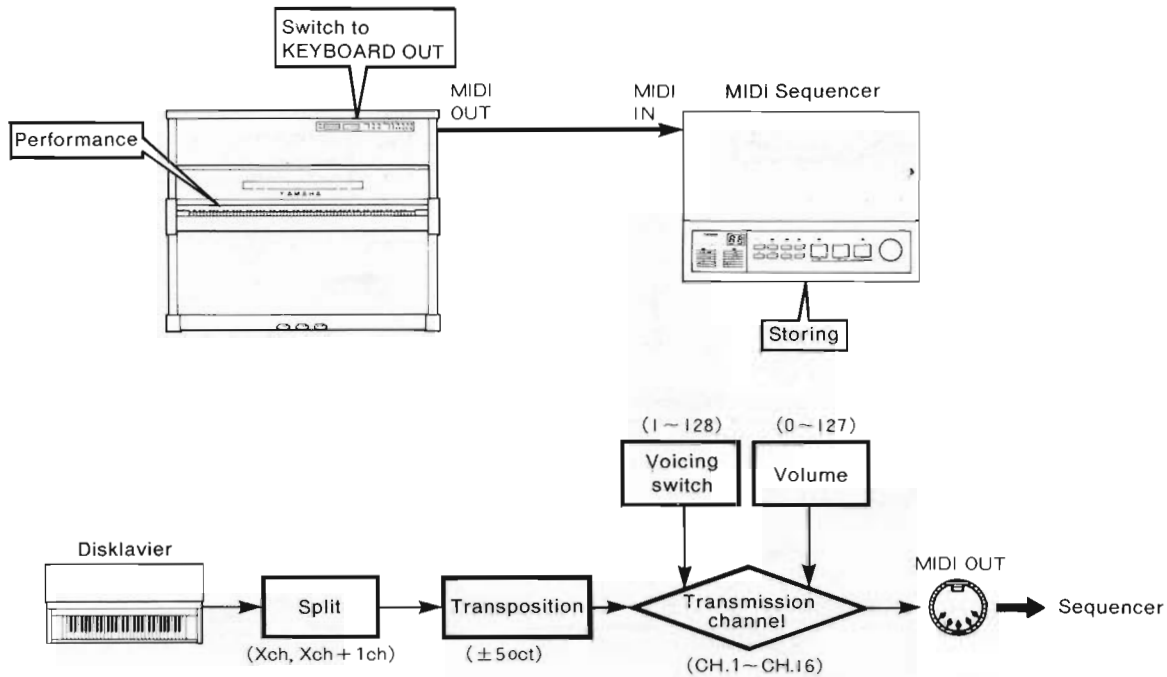 Switch to
KEYBOARD OUT
MIDI
OUT
MIDI
IN
MIDi Sequencer
Performance
YAMAHA
Storing
(1~128)
(0~127)
Voicing
switch
Volume
Disklavier
MIDI OUT
Split
Transposition
Transmission
channel
Sequencer
(Xch, Xch+1ch)
(±5oct)
(CH.1~CH.16)